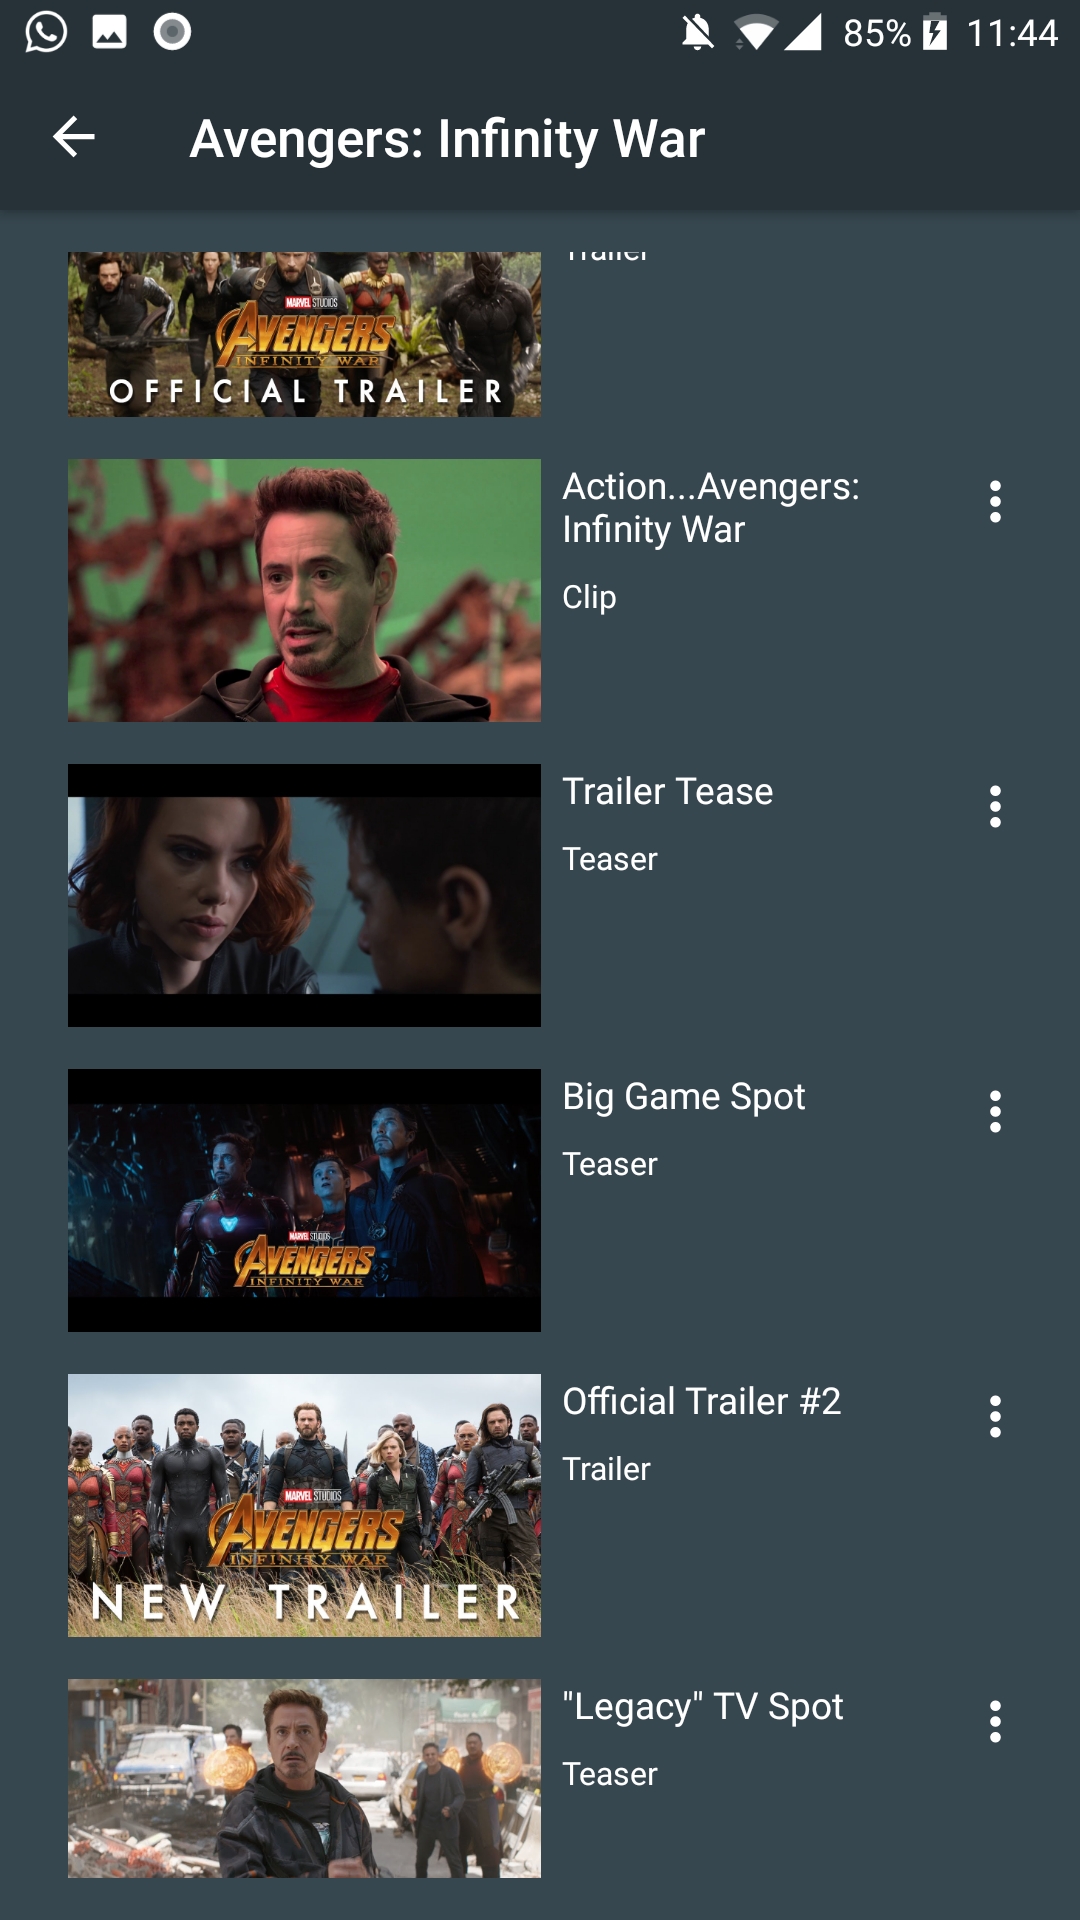 85% 11:44
Avengers: Infinity War
Trailer
MARVEL STUDIOS
AVENGERS
INFINITY WAR
OFFICIAL TRAILER
Action...Avengers:
Infinity War
Clip
Trailer Tease
Teaser
Big Game Spot
Teaser
MARVEL STUDIOS
AVENGERS
INFINITY WAR
Official Trailer #2
Trailer
MARVEL STUDIOS
AVENGERS
INFINITY WAR
NEW TRAILER
"Legacy" TV Spot
Teaser